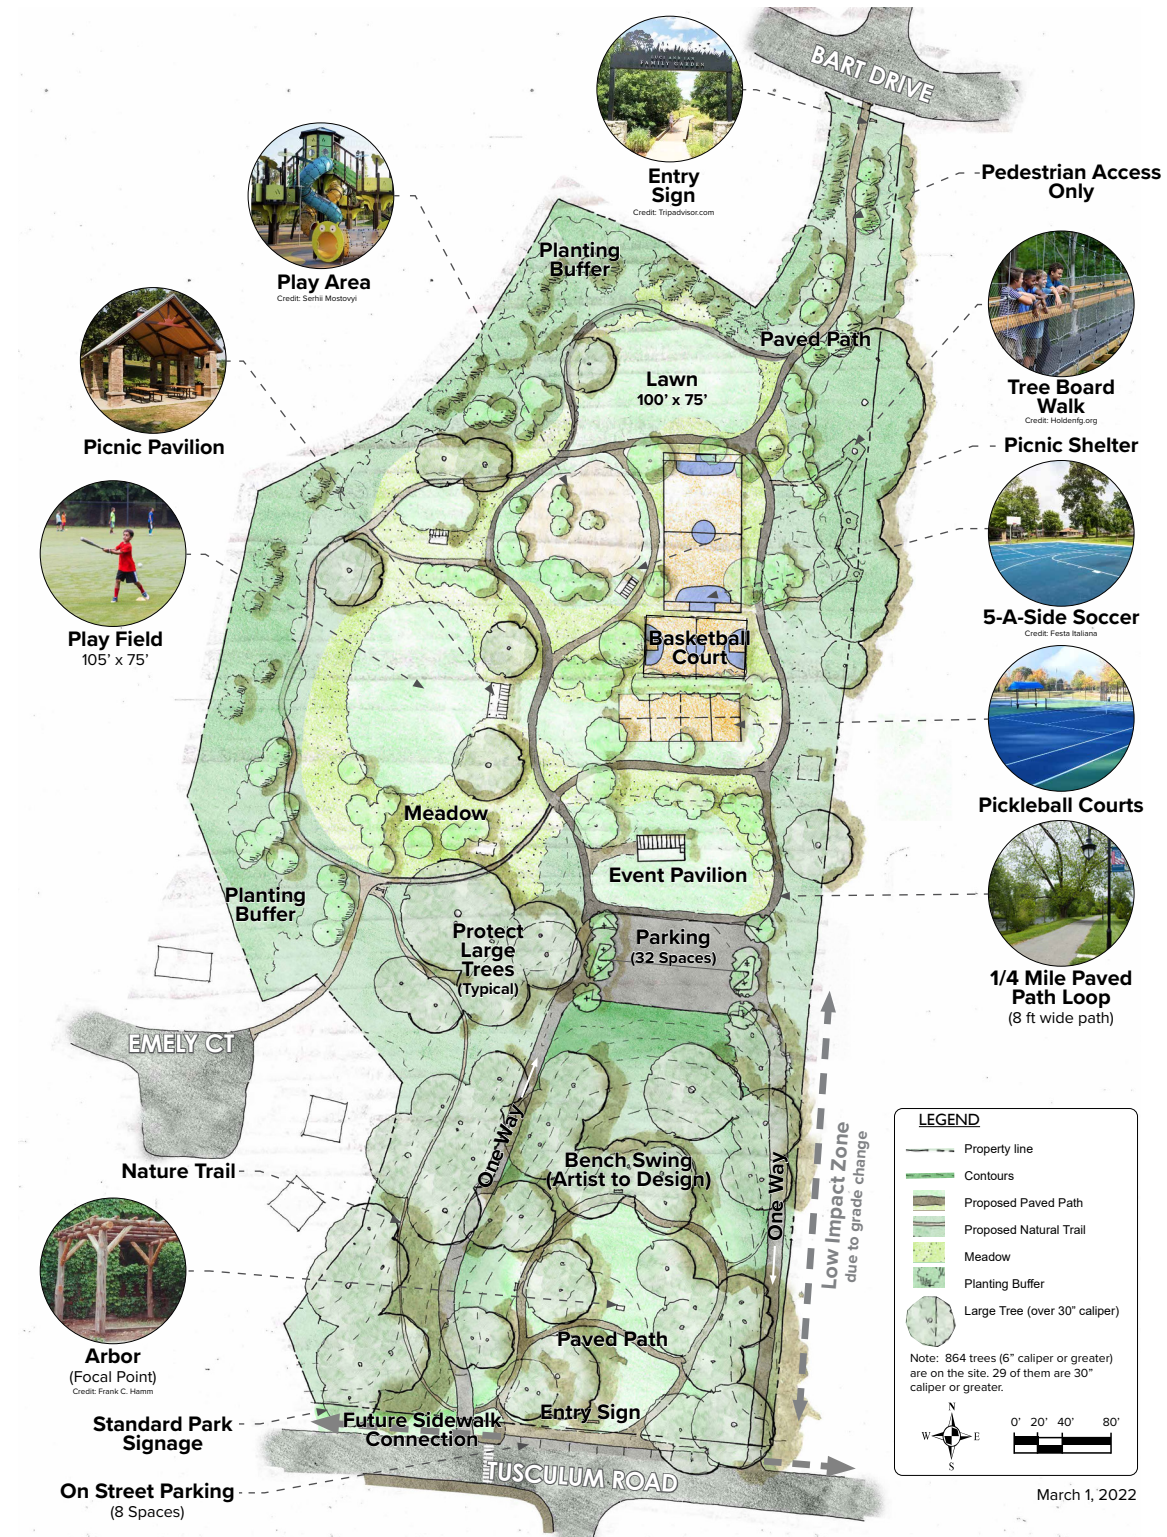 BART DRIVE
FAMILY GARDEN
Entry
Sign
Credit: Tripadvisor.com
Pedestrian Access
Only
Play Area
Credit: Serhii Mostovyi
Planting
Buffer
Paved Path
Tree Board
Walk
Credit: Holdenfg.org
Lawn
100' x 75'
Picnic Pavilion
Picnic Shelter
5-A-Side Soccer
Credit: Festa Italiana
Play Field
105' x 75'
Basketball
Court
Pickleball Courts
Meadow
Event Pavilion
Planting
Buffer
Protect
Large
Trees
(Typical)
Parking
(32 Spaces)
1/4 Mile Paved
Path Loop
(8 ft wide path)
EMELY CT
One Way
Bench Swing
(Artist to Design)
One Way
Low Impact Zone
due to grade change
Nature Trail
Arbor
(Focal Point)
Credit: Frank C. Hamm
Paved Path
Entry Sign
Standard Park
Signage
Future Sidewalk
Connection
On Street Parking
(8 Spaces)
TUSCULUM ROAD
LEGEND
Property line
Contours
Proposed Paved Path
Proposed Natural Trail
Meadow
Planting Buffer
Large Tree (over 30" caliper)
Note: 864 trees (6" caliper or greater)
are on the site. 29 of them are 30"
caliper or greater.
N
W E
S
0' 20' 40' 80'
March 1, 2022